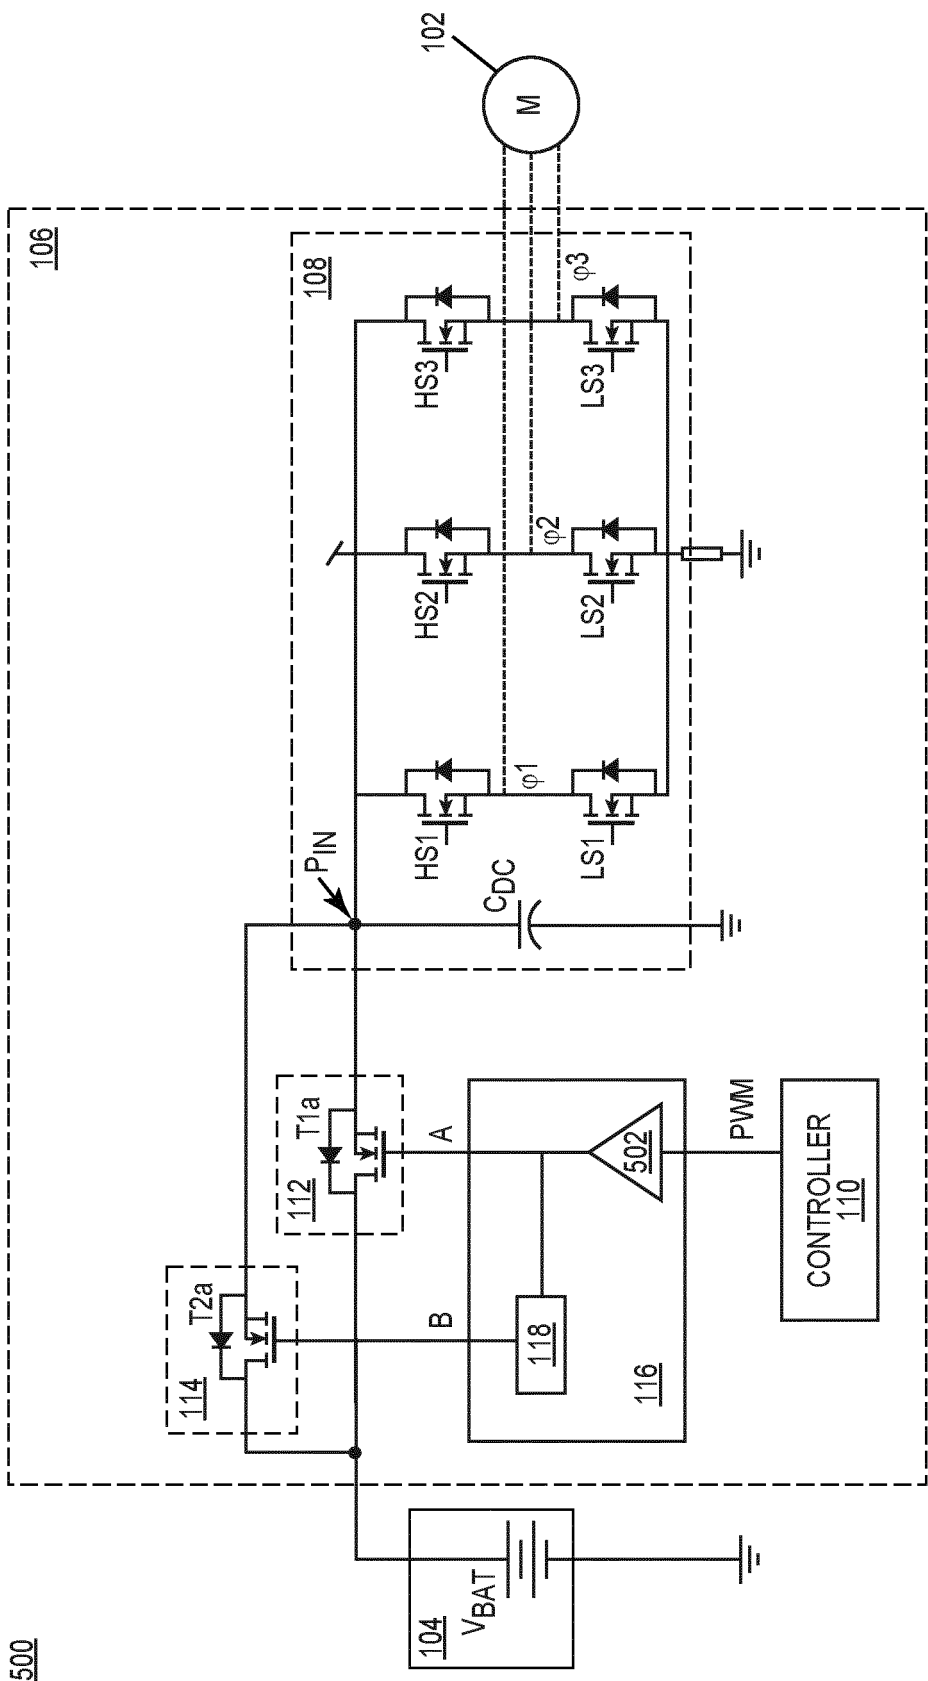 500
104
VBAT
106
114
T2a
112
T1a
B
A
118
116
502
PWM
CONTROLLER
110
108
PIN
CDC
HS1
HS2
HS3
φ1
φ2
φ3
LS1
LS2
LS3
M
102